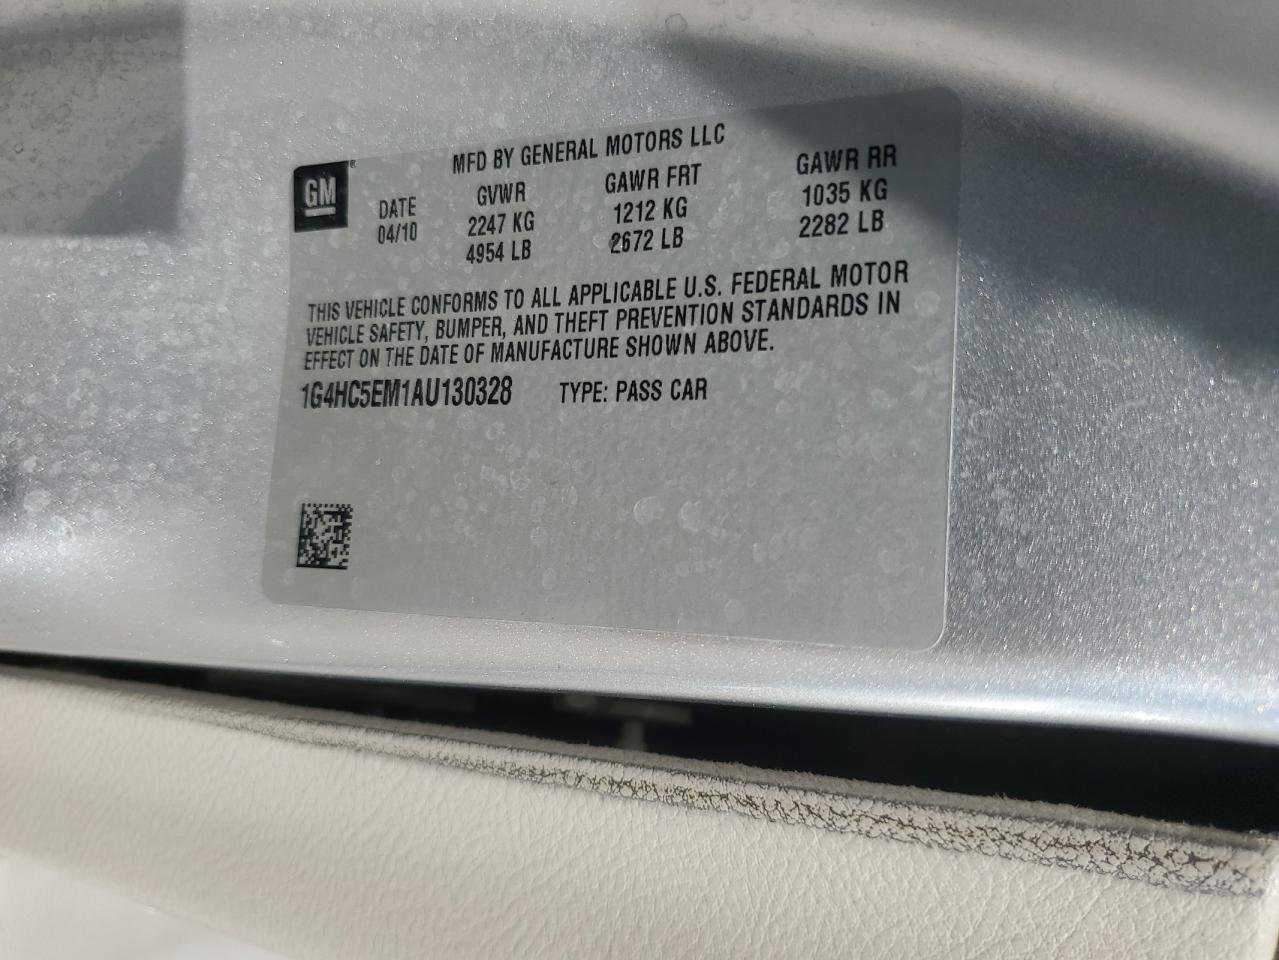 MFD BY GENERAL MOTORS LLC
GM®
DATE GVWR GAWR FRT GAWR RR
04/10 2247 KG 1212 KG 1035 KG
4954 LB 2672 LB 2282 LB
THIS VEHICLE CONFORMS TO ALL APPLICABLE U.S. FEDERAL MOTOR
VEHICLE SAFETY, BUMPER, AND THEFT PREVENTION STANDARDS IN
EFFECT ON THE DATE OF MANUFACTURE SHOWN ABOVE.
1G4HC5EM1AU130328 TYPE: PASS CAR